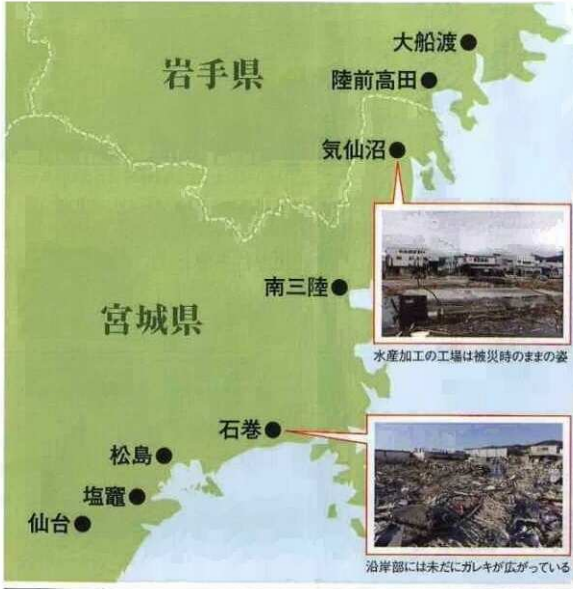 大船渡
岩手県
陸前高田
気仙沼
水産加工の工場は被災時のままの姿
南三陸
宮城県
石巻
松島
塩竈
仙台
沿岸部には未だにガレキが広がっている